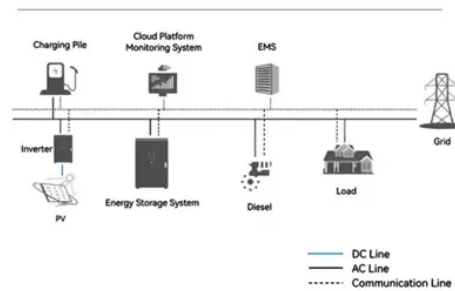 Charging Pile
Cloud Platform
Monitoring System
EMS
Grid
Inverter
PV
Energy Storage System
Diesel
Load
DC Line
AC Line
Communication Line